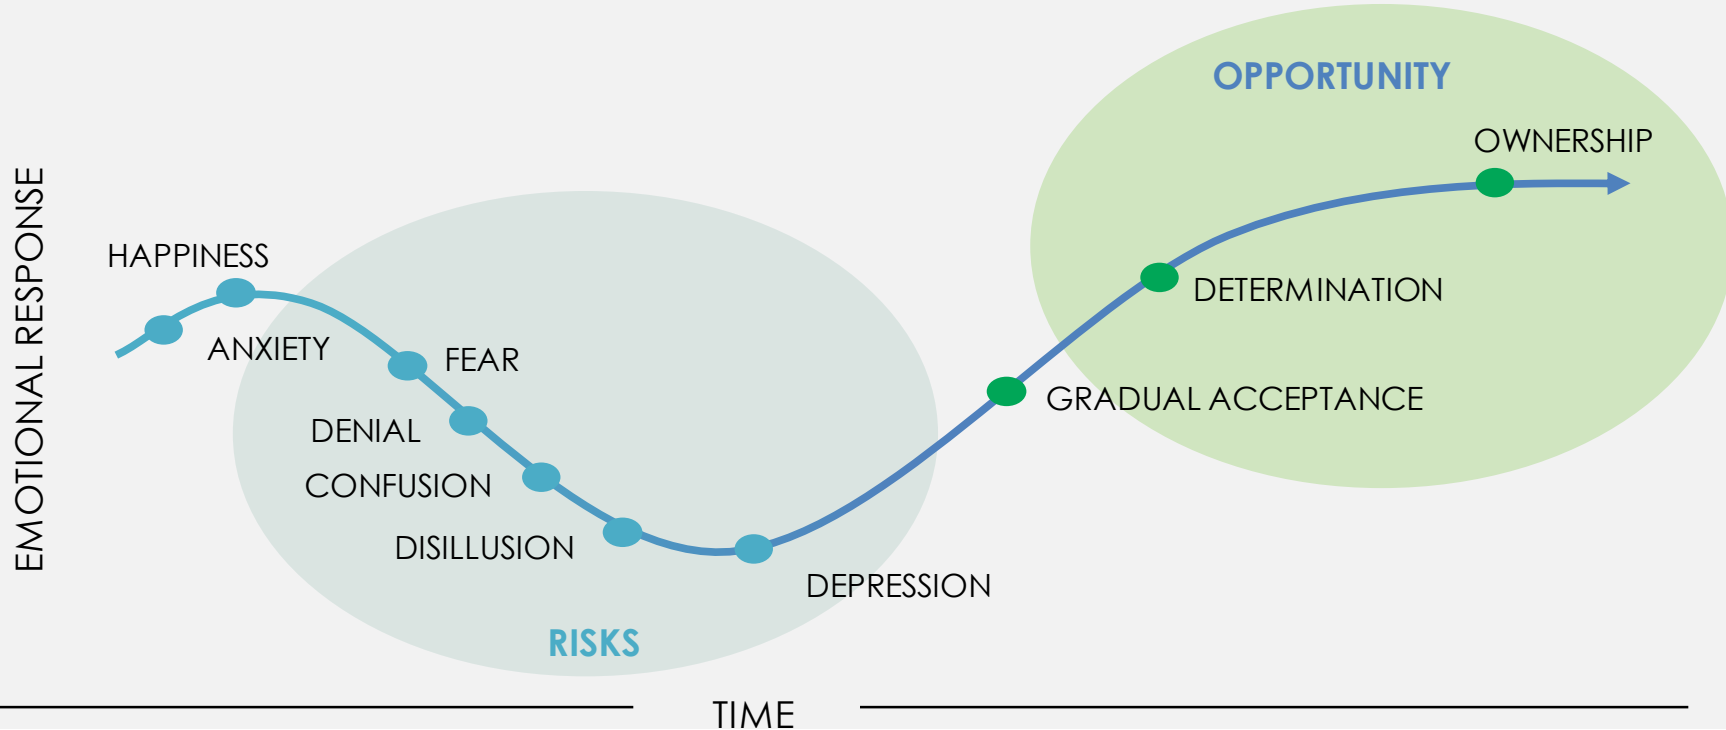 OPPORTUNITY
OWNERSHIP
EMOTIONAL RESPONSE
HAPPINESS
DETERMINATION
ANXIETY
FEAR
GRADUAL ACCEPTANCE
DENIAL
CONFUSION
DISILLUSION
DEPRESSION
RISKS
TIME